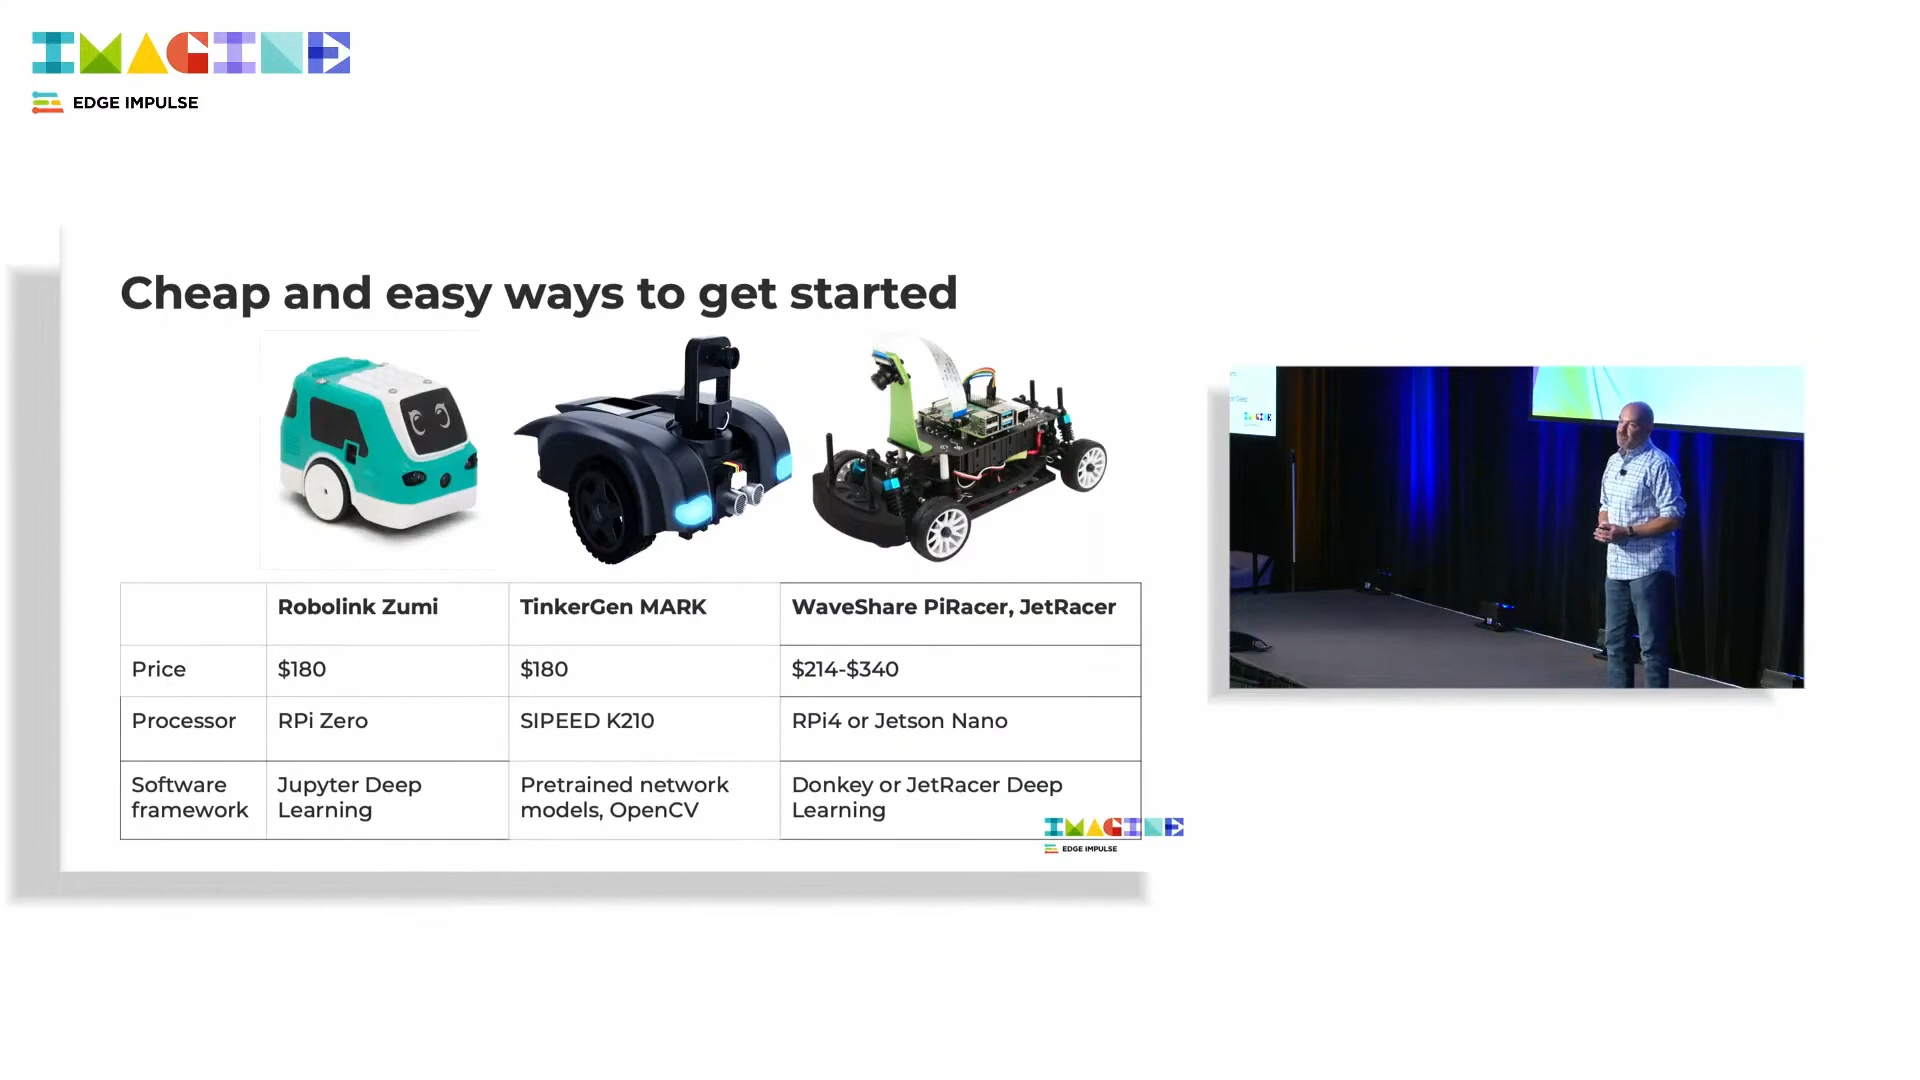 IMAGINE
EDGE IMPULSE
Cheap and easy ways to get started
Robolink Zumi
TinkerGen MARK
WaveShare PiRacer, JetRacer
Price
$180
$180
$214-$340
Processor
RPi Zero
SIPEED K210
RPi4 or Jetson Nano
Software
framework
Jupyter Deep
Learning
Pretrained network
models, OpenCV
Donkey or JetRacer Deep
Learning
IMAGINE
EDGE IMPULSE